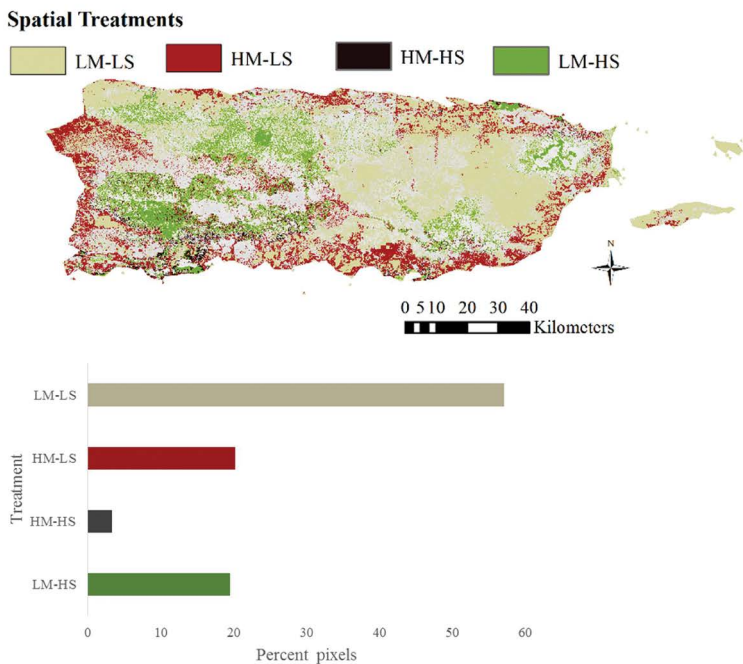 Spatial Treatments
LM-LS HM-LS HM-HS LM-HS
N
0 5 10 20 30 40
Kilometers
LM-LS
HM-LS
HM-HS
LM-HS
Treatment
0 10 20 30 40 50 60
Percent pixels